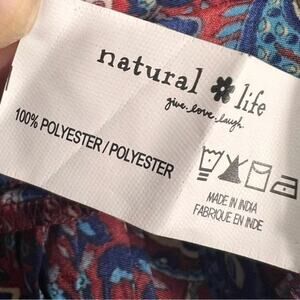 natural life
give. love. laugh.
100% POLYESTER / POLYESTER
MADE IN INDIA
FABRIQUE EN INDE